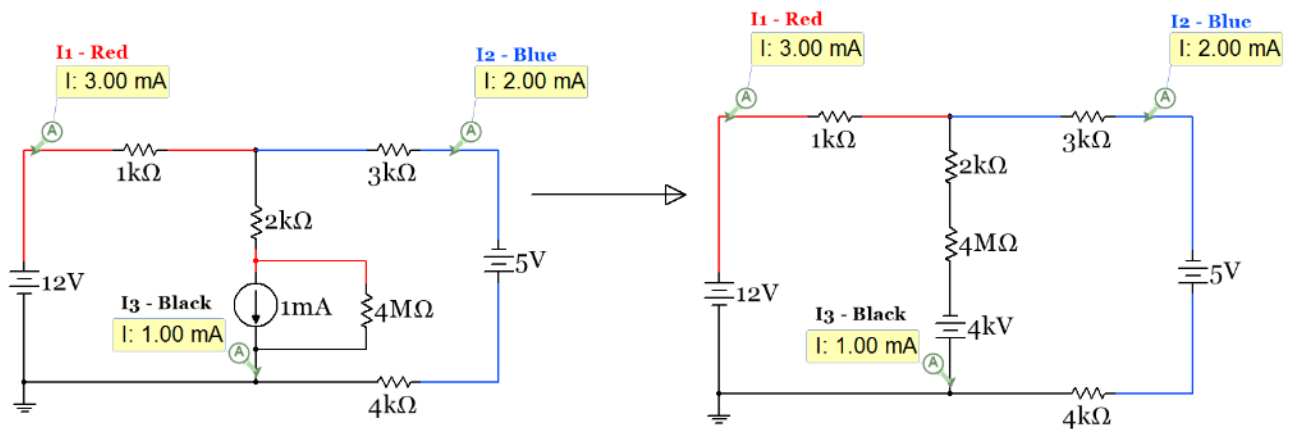 I1 - Red
I: 3.00 mA
I2 - Blue
I: 2.00 mA
1kΩ
3kΩ
2kΩ
12V
5V
I3 - Black
1mA
4MΩ
I: 1.00 mA
4kΩ
A
A
A
I1 - Red
I: 3.00 mA
I2 - Blue
I: 2.00 mA
1kΩ
3kΩ
2kΩ
4MΩ
12V
5V
I3 - Black
4kV
I: 1.00 mA
4kΩ
A
A
A